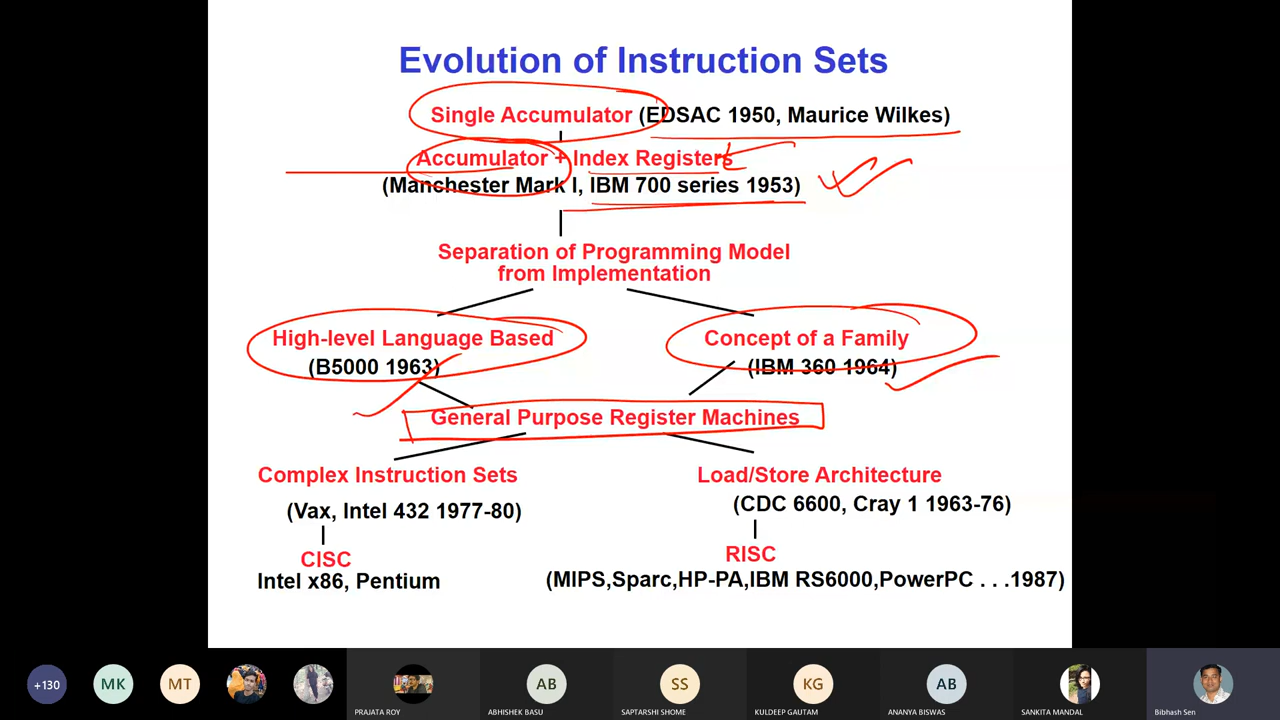 Evolution of Instruction Sets
Single Accumulator (EDSAC 1950, Maurice Wilkes)
Accumulator + Index Registers
(Manchester Mark I, IBM 700 series 1953)
Separation of Programming Model
from Implementation
High-level Language Based
Concept of a Family
(B5000 1963)
(IBM 360 1964)
General Purpose Register Machines
Complex Instruction Sets
Load/Store Architecture
(Vax, Intel 432 1977-80)
(CDC 6600, Cray 1 1963-76)
CISC
RISC
Intel x86, Pentium
(MIPS,Sparc,HP-PA,IBM RS6000,PowerPC . . .1987)
+130
MK
MT
AB
SS
KG
AB
PRAJATA ROY
ABHISHEK BASU
SAPTARSHI SHOME
KULDEEP GAUTAM
ANANYA BISWAS
SANKITA MANDAL
Bibhash Sen